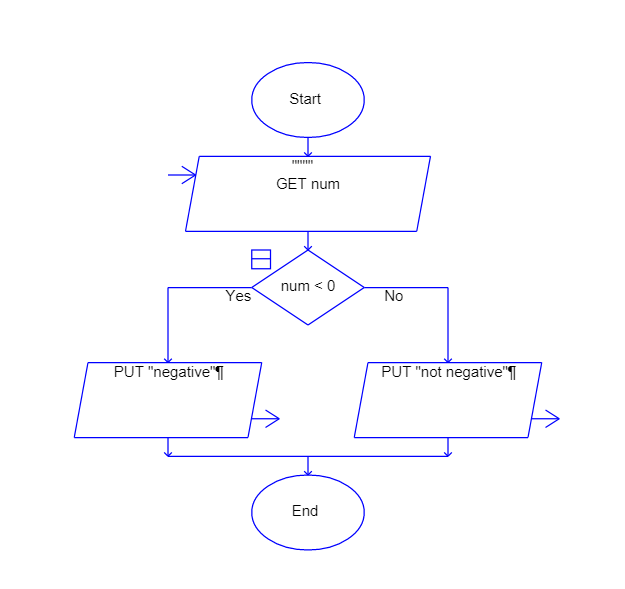 Start
""""
GET num
num < 0
Yes
No
PUT "negative"¶
PUT "not negative"¶
End